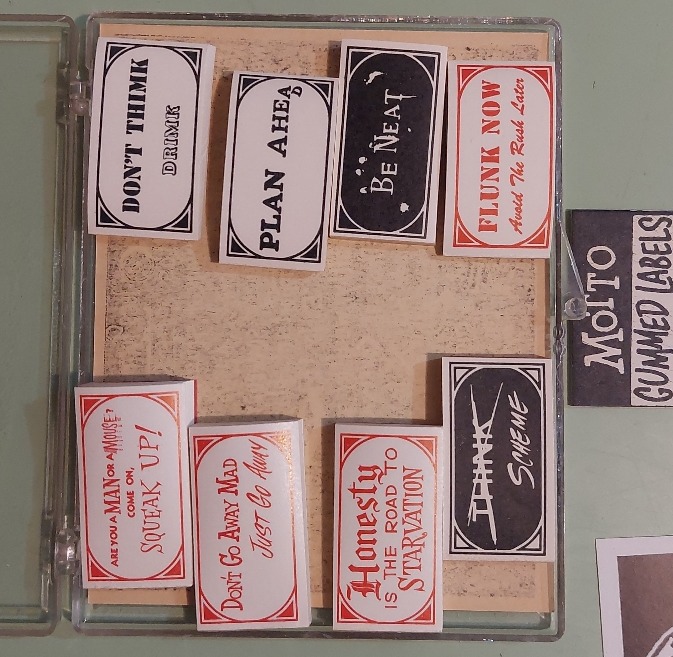 DON'T THIMK
DRIMK
PLAN AHEAD
BE NEAT
FLUNK NOW
Avoid The Rush Later
ARE YOU A MAN OR A MOUSE?
COME ON,
SQUEAK UP!
DON'T GO AWAY MAD
JUST GO AWAY
Honesty
IS THE ROAD TO
STARVATION
THINK
SCHEME
MOTTO
GUMMED LABELS